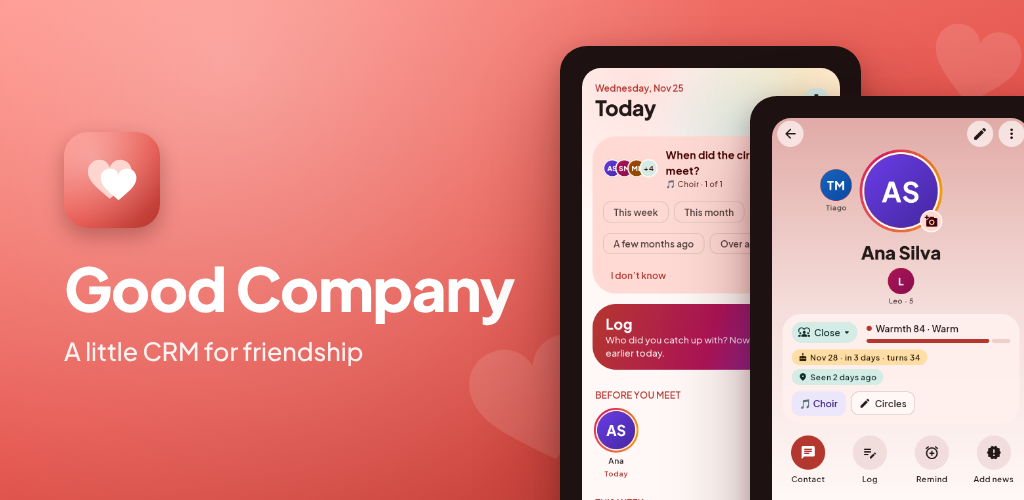 Good Company
A little CRM for friendship
Wednesday, Nov 25
Today
AS
+4
When did the
meet?
🎵 Choir · 1 of 1
This week
This month
A few months ago
I don't know
Log
Who did you catch up with? Now
earlier today.
BEFORE YOU MEET
AS
Ana
Today
TM
Tiago
AS
Ana Silva
L
Leo · 5
Close
Warmth 84 · Warm
Nov 28 · in 3 days · turns 34
Seen 2 days ago
🎵 Choir
Circles
Contact
Log
Remind
Add news